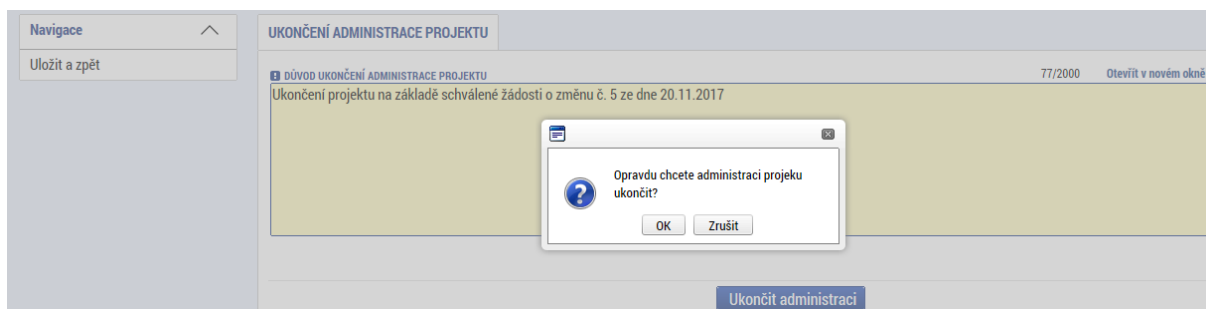 Navigace
UKONČENÍ ADMINISTRACE PROJEKTU
Uložit a zpět
DŮVOD UKONČENÍ ADMINISTRACE PROJEKTU
77/2000
Otevřít v novém okně
Ukončení projektu na základě schválené žádosti o změnu č. 5 ze dne 20.11.2017
Opravdu chcete administraci projeku
ukončit?
OK
Zrušit
Ukončit administraci